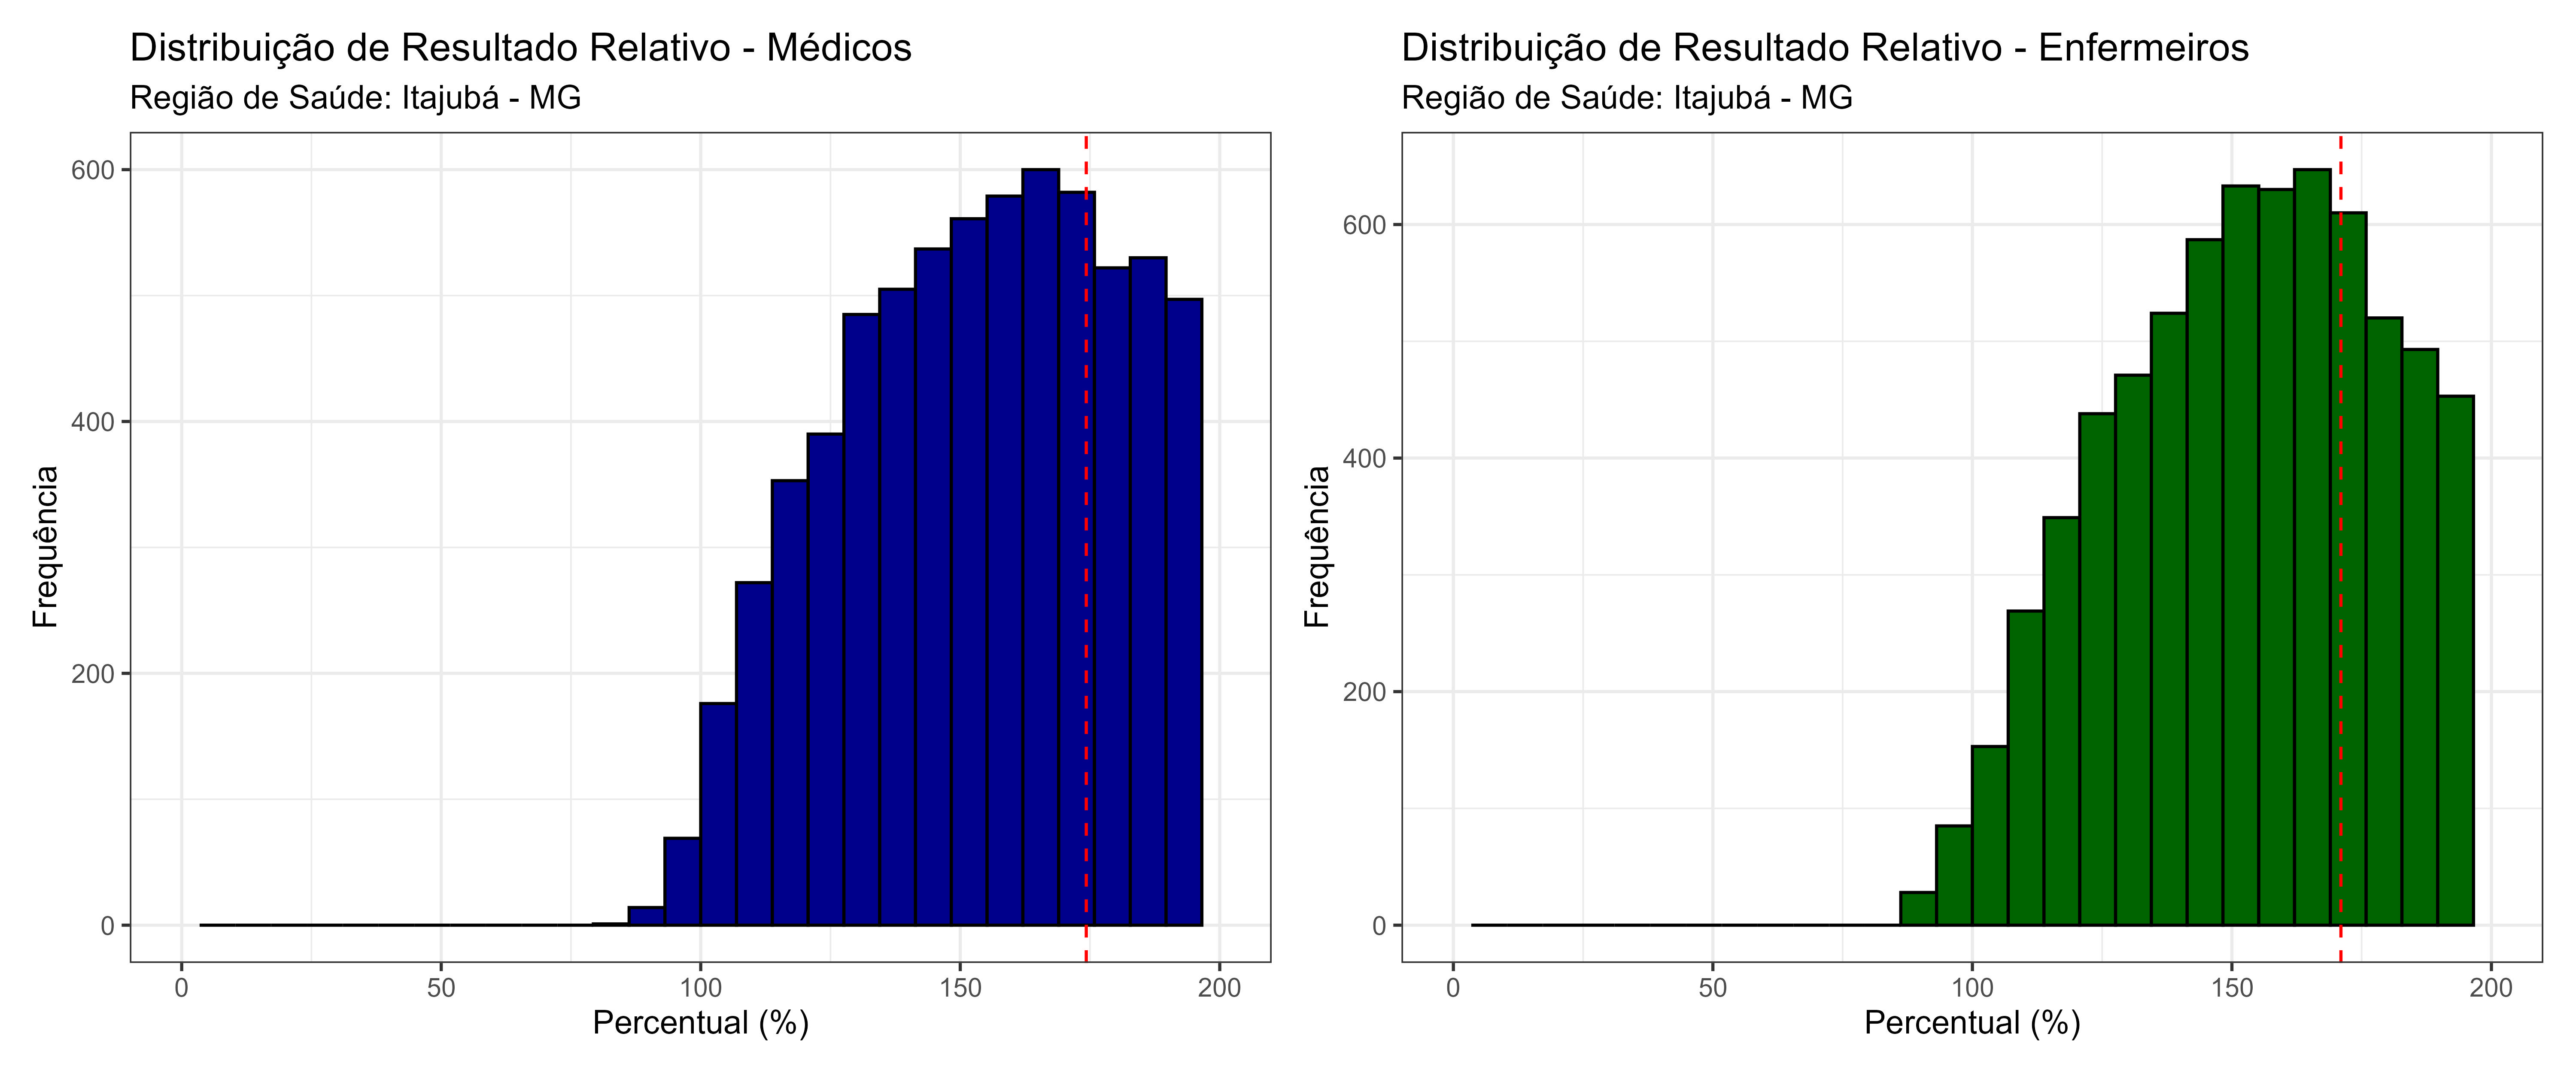 Distribuição de Resultado Relativo - Médicos
Região de Saúde: Itajubá - MG
Frequência
600
400
200
0
0 50 100 150 200
Percentual (%)
Distribuição de Resultado Relativo - Enfermeiros
Região de Saúde: Itajubá - MG
Frequência
600
400
200
0
0 50 100 150 200
Percentual (%)